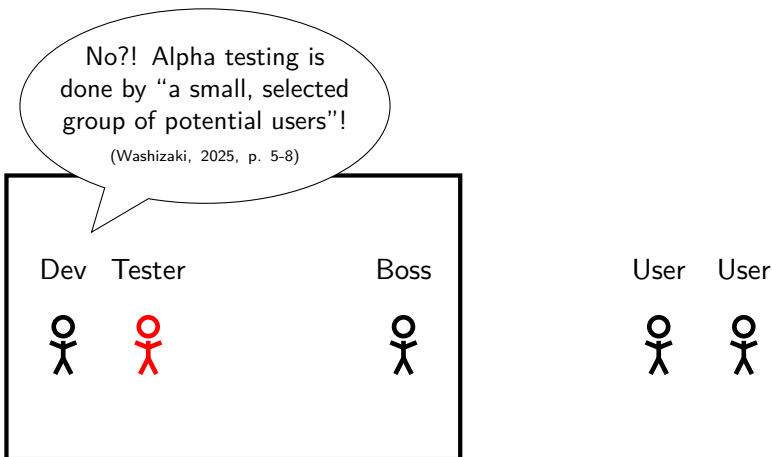 No?! Alpha testing is
done by “a small, selected
group of potential users”!
(Washizaki, 2025, p. 5-8)
Dev Tester Boss User User